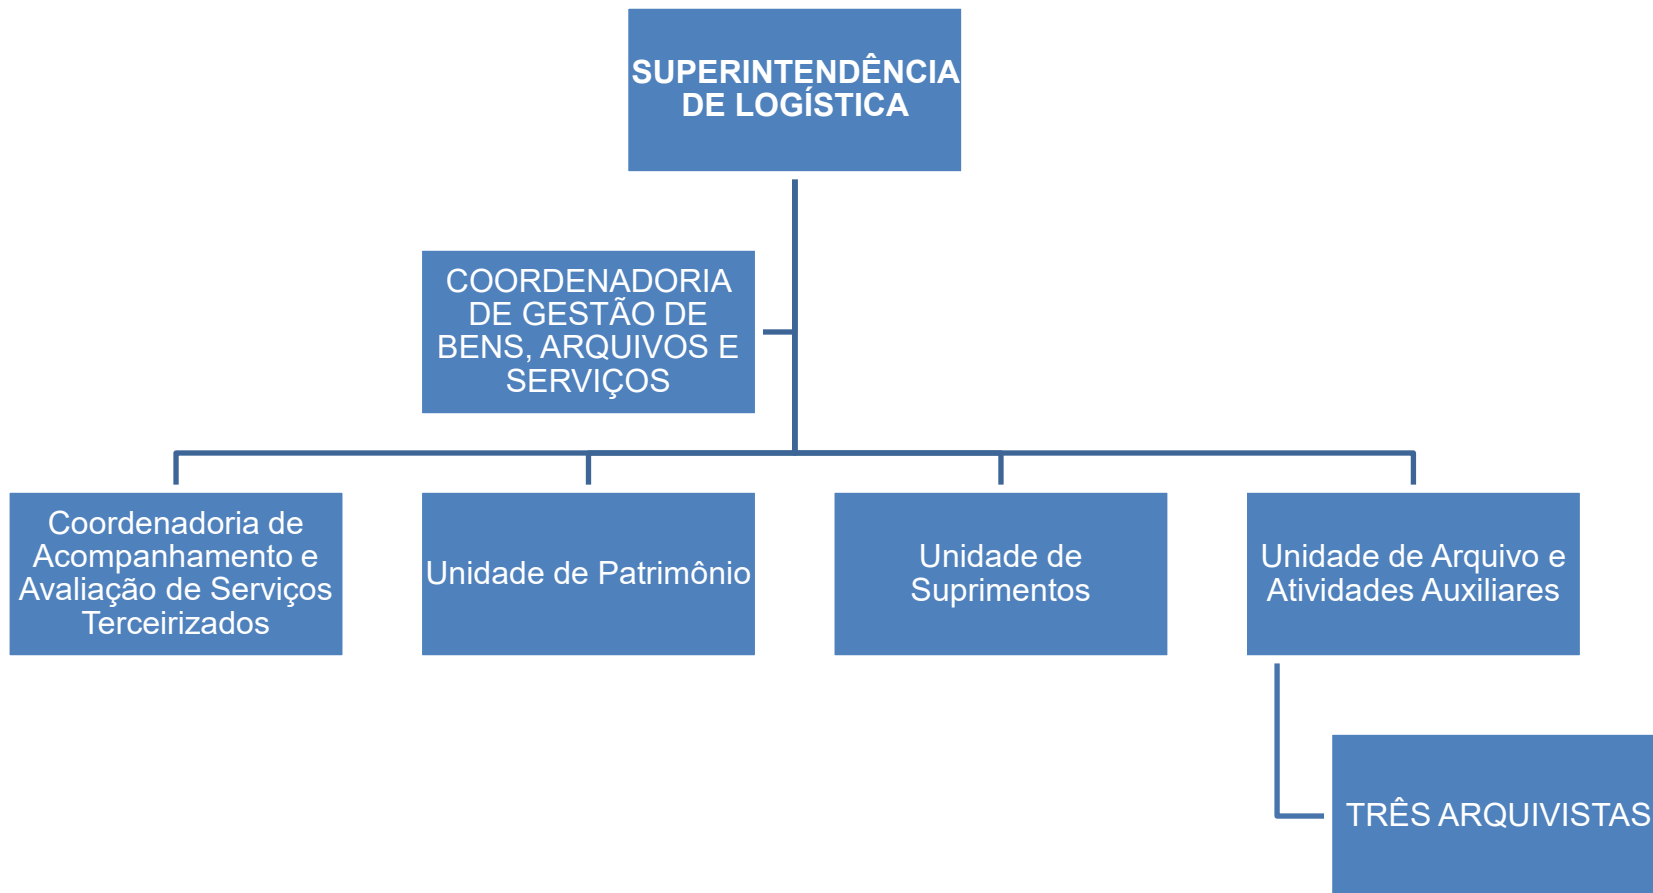 SUPERINTENDÊNCIA
DE LOGÍSTICA
COORDENADORIA
DE GESTÃO DE
BENS, ARQUIVOS E
SERVIÇOS
Coordenadoria de
Acompanhamento e
Avaliação de Serviços
Terceirizados
Unidade de Patrimônio
Unidade de
Suprimentos
Unidade de Arquivo e
Atividades Auxiliares
TRÊS ARQUIVISTAS